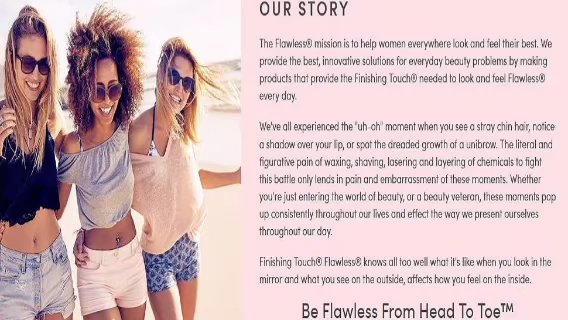 OUR STORY
The Flawless® mission is to help women everywhere look and feel their best. We
provide the best, innovative solutions for everyday beauty problems by making
products that provide the Finishing Touch® needed to look and feel Flawless®
every day.
We've all experienced the "uh-oh" moment when you see a stray chin hair, notice
a shadow over your lip, or spot the dreaded growth of a unibrow. The literal and
figurative pain of waxing, shaving, lasering and layering of chemicals to fight
this battle only lends in pain and embarrassment of these moments. Whether
you're just entering the world of beauty, or a beauty veteran, these moments pop
up consistently throughout our lives and effect the way we present ourselves
throughout our day.
Finishing Touch® Flawless® knows all too well what it's like when you look in the
mirror and what you see on the outside, affects how you feel on the inside.
Be Flawless From Head To Toe™